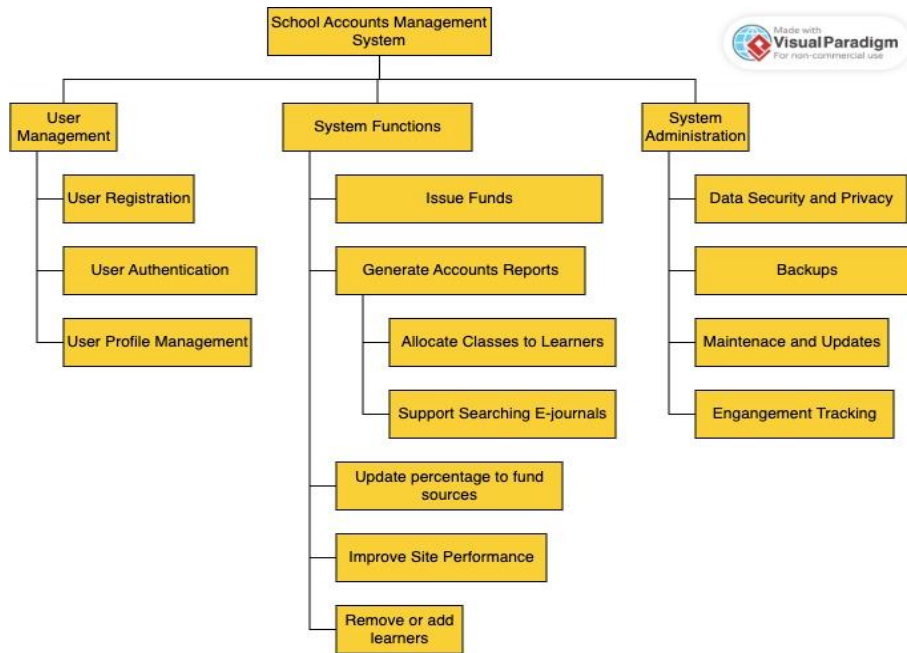 School Accounts Management
System
Made with
Visual Paradigm
For non-commercial use
User
Management
System Functions
System
Administration
User Registration
User Authentication
User Profile Management
Issue Funds
Generate Accounts Reports
Allocate Classes to Learners
Support Searching E-journals
Update percentage to fund
sources
Improve Site Performance
Remove or add
learners
Data Security and Privacy
Backups
Maintenace and Updates
Engangement Tracking